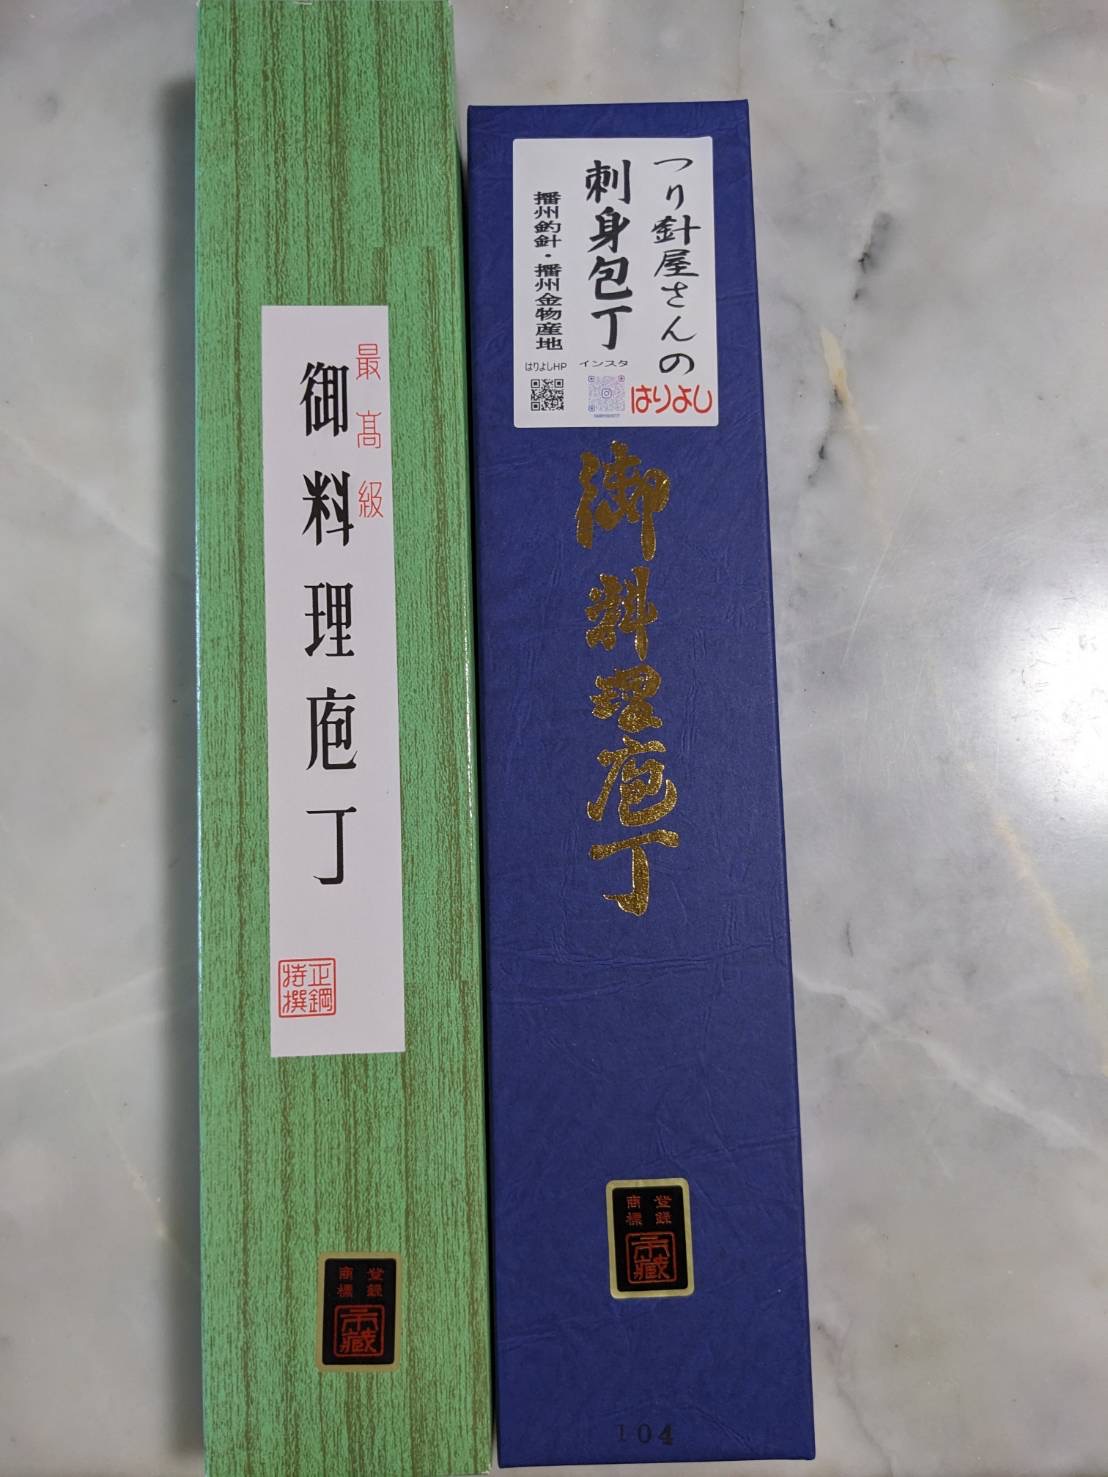 最高級
御料理庖丁
正鋼
特撰
登録
商標
つり針屋さんの
刺身包丁
播州釣針・播州金物産地
はりよしHP
インスタ
はりよし
御料理庖丁
登録
商標
104